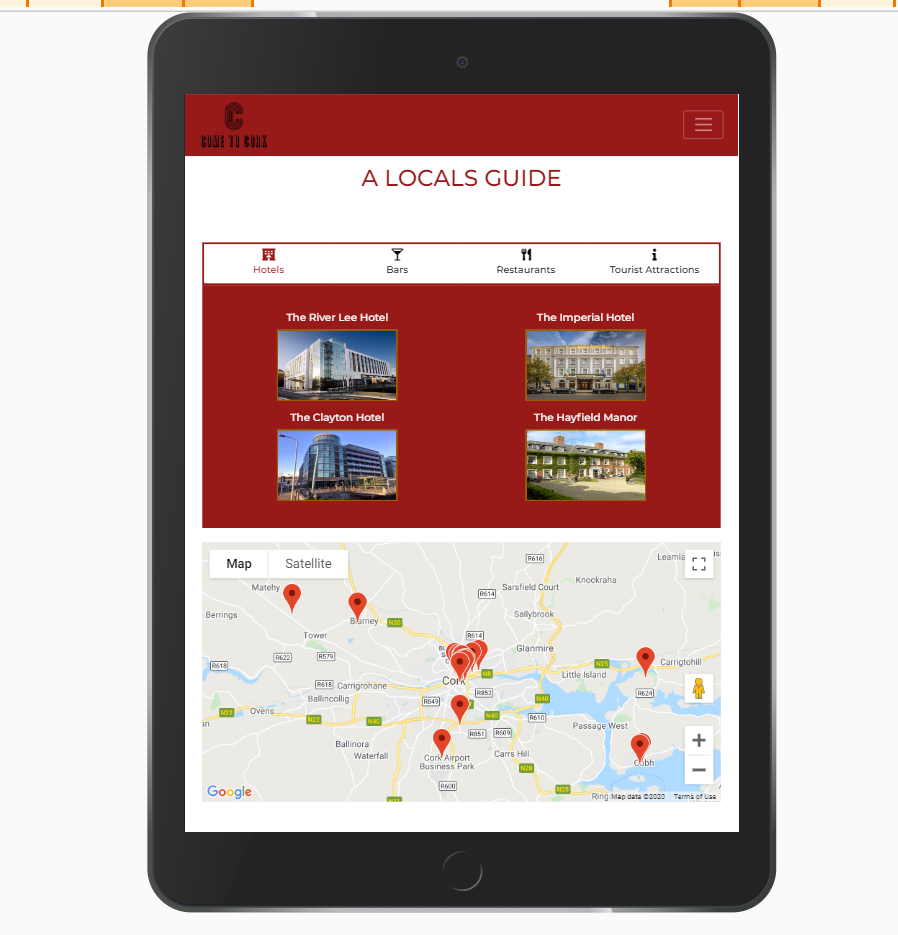 COME TO CORK
A LOCALS GUIDE
Hotels
Bars
Restaurants
Tourist Attractions
The River Lee Hotel
The Imperial Hotel
The Clayton Hotel
The Hayfield Manor
Map
Satellite
R616
Leamla
Knockraha
Matehy
Sarsfield Court
R614
Berrings
Blarney
N20
Sallybrook
Tower
R614
Glanmire
R622
R579
R618
N25
Carrigtohill
Cork
N8
Little Island
R618
Carrigrohane
R852
R624
Ballincollig
R849
N40
N27
Ovens
N22
N40
N40
R610
Passage West
R851
R609
Ballinora
Waterfall
Cork Airport
Business Park
Carrs Hill
Cobh
N28
R600
N28
Google
Ring
Map data ©2020
Terms of Use